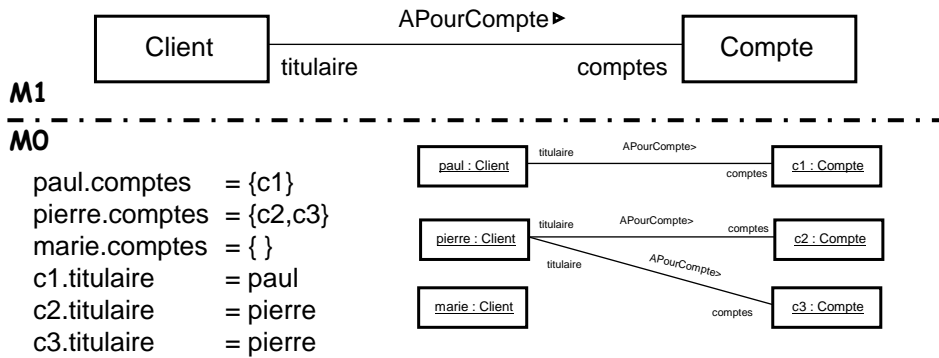 APourCompte▸
Client
Compte
titulaire
comptes
M1
M0
paul.comptes = {c1}
pierre.comptes = {c2,c3}
marie.comptes = { }
c1.titulaire = paul
c2.titulaire = pierre
c3.titulaire = pierre
paul : Client
titulaire
APourCompte>
comptes
c1 : Compte
pierre : Client
titulaire
APourCompte>
comptes
c2 : Compte
titulaire
APourCompte>
comptes
marie : Client
c3 : Compte